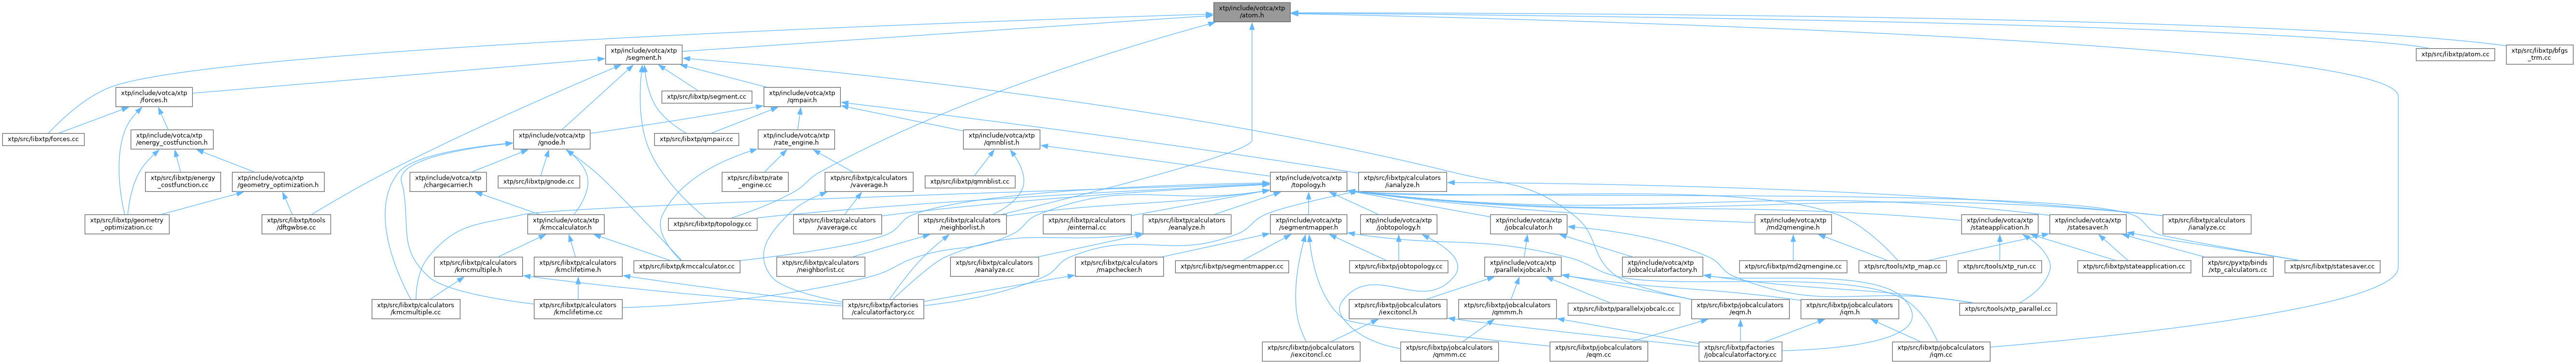 xtp/include/votca/xtp
/atom.h
xtp/include/votca/xtp
/segment.h
xtp/src/libxtp/atom.cc
xtp/src/libxtp/bfgs
_trm.cc
xtp/include/votca/xtp
/forces.h
xtp/src/libxtp/segment.cc
xtp/include/votca/xtp
/qmpair.h
xtp/src/libxtp/forces.cc
xtp/include/votca/xtp
/energy_costfunction.h
xtp/include/votca/xtp
/gnode.h
xtp/src/libxtp/qmpair.cc
xtp/include/votca/xtp
/rate_engine.h
xtp/include/votca/xtp
/qmnblist.h
xtp/src/libxtp/energy
_costfunction.cc
xtp/include/votca/xtp
/geometry_optimization.h
xtp/include/votca/xtp
/chargecarrier.h
xtp/src/libxtp/gnode.cc
xtp/src/libxtp/rate
_engine.cc
xtp/src/libxtp/calculators
/vaverage.h
xtp/src/libxtp/qmnblist.cc
xtp/include/votca/xtp
/topology.h
xtp/src/libxtp/calculators
/ianalyze.h
xtp/src/libxtp/geometry
_optimization.cc
xtp/src/libxtp/tools
/dftgwbse.cc
xtp/include/votca/xtp
/kmccalculator.h
xtp/src/libxtp/topology.cc
xtp/src/libxtp/calculators
/vaverage.cc
xtp/src/libxtp/calculators
/neighborlist.h
xtp/src/libxtp/calculators
/einternal.cc
xtp/src/libxtp/calculators
/eanalyze.h
xtp/include/votca/xtp
/segmentmapper.h
xtp/include/votca/xtp
/jobtopology.h
xtp/include/votca/xtp
/jobcalculator.h
xtp/include/votca/xtp
/md2qmengine.h
xtp/include/votca/xtp
/stateapplication.h
xtp/include/votca/xtp
/statesaver.h
xtp/src/libxtp/calculators
/ianalyze.cc
xtp/src/libxtp/calculators
/kmcmultiple.h
xtp/src/libxtp/calculators
/kmclifetime.h
xtp/src/libxtp/kmccalculator.cc
xtp/src/libxtp/calculators
/neighborlist.cc
xtp/src/libxtp/calculators
/eanalyze.cc
xtp/src/libxtp/calculators
/mapchecker.h
xtp/src/libxtp/segmentmapper.cc
xtp/src/libxtp/jobtopology.cc
xtp/include/votca/xtp
/parallelxjobcalc.h
xtp/include/votca/xtp
/jobcalculatorfactory.h
xtp/src/libxtp/md2qmengine.cc
xtp/src/tools/xtp_map.cc
xtp/src/tools/xtp_run.cc
xtp/src/libxtp/stateapplication.cc
xtp/src/pyxtp/binds
/xtp_calculators.cc
xtp/src/libxtp/statesaver.cc
xtp/src/libxtp/calculators
/kmcmultiple.cc
xtp/src/libxtp/calculators
/kmclifetime.cc
xtp/src/libxtp/factories
/calculatorfactory.cc
xtp/src/libxtp/jobcalculators
/iexcitoncl.h
xtp/src/libxtp/jobcalculators
/qmmm.h
xtp/src/libxtp/parallelxjobcalc.cc
xtp/src/libxtp/jobcalculators
/eqm.h
xtp/src/libxtp/jobcalculators
/iqm.h
xtp/src/tools/xtp_parallel.cc
xtp/src/libxtp/jobcalculators
/iexcitoncl.cc
xtp/src/libxtp/jobcalculators
/qmmm.cc
xtp/src/libxtp/jobcalculators
/eqm.cc
xtp/src/libxtp/factories
/jobcalculatorfactory.cc
xtp/src/libxtp/jobcalculators
/iqm.cc